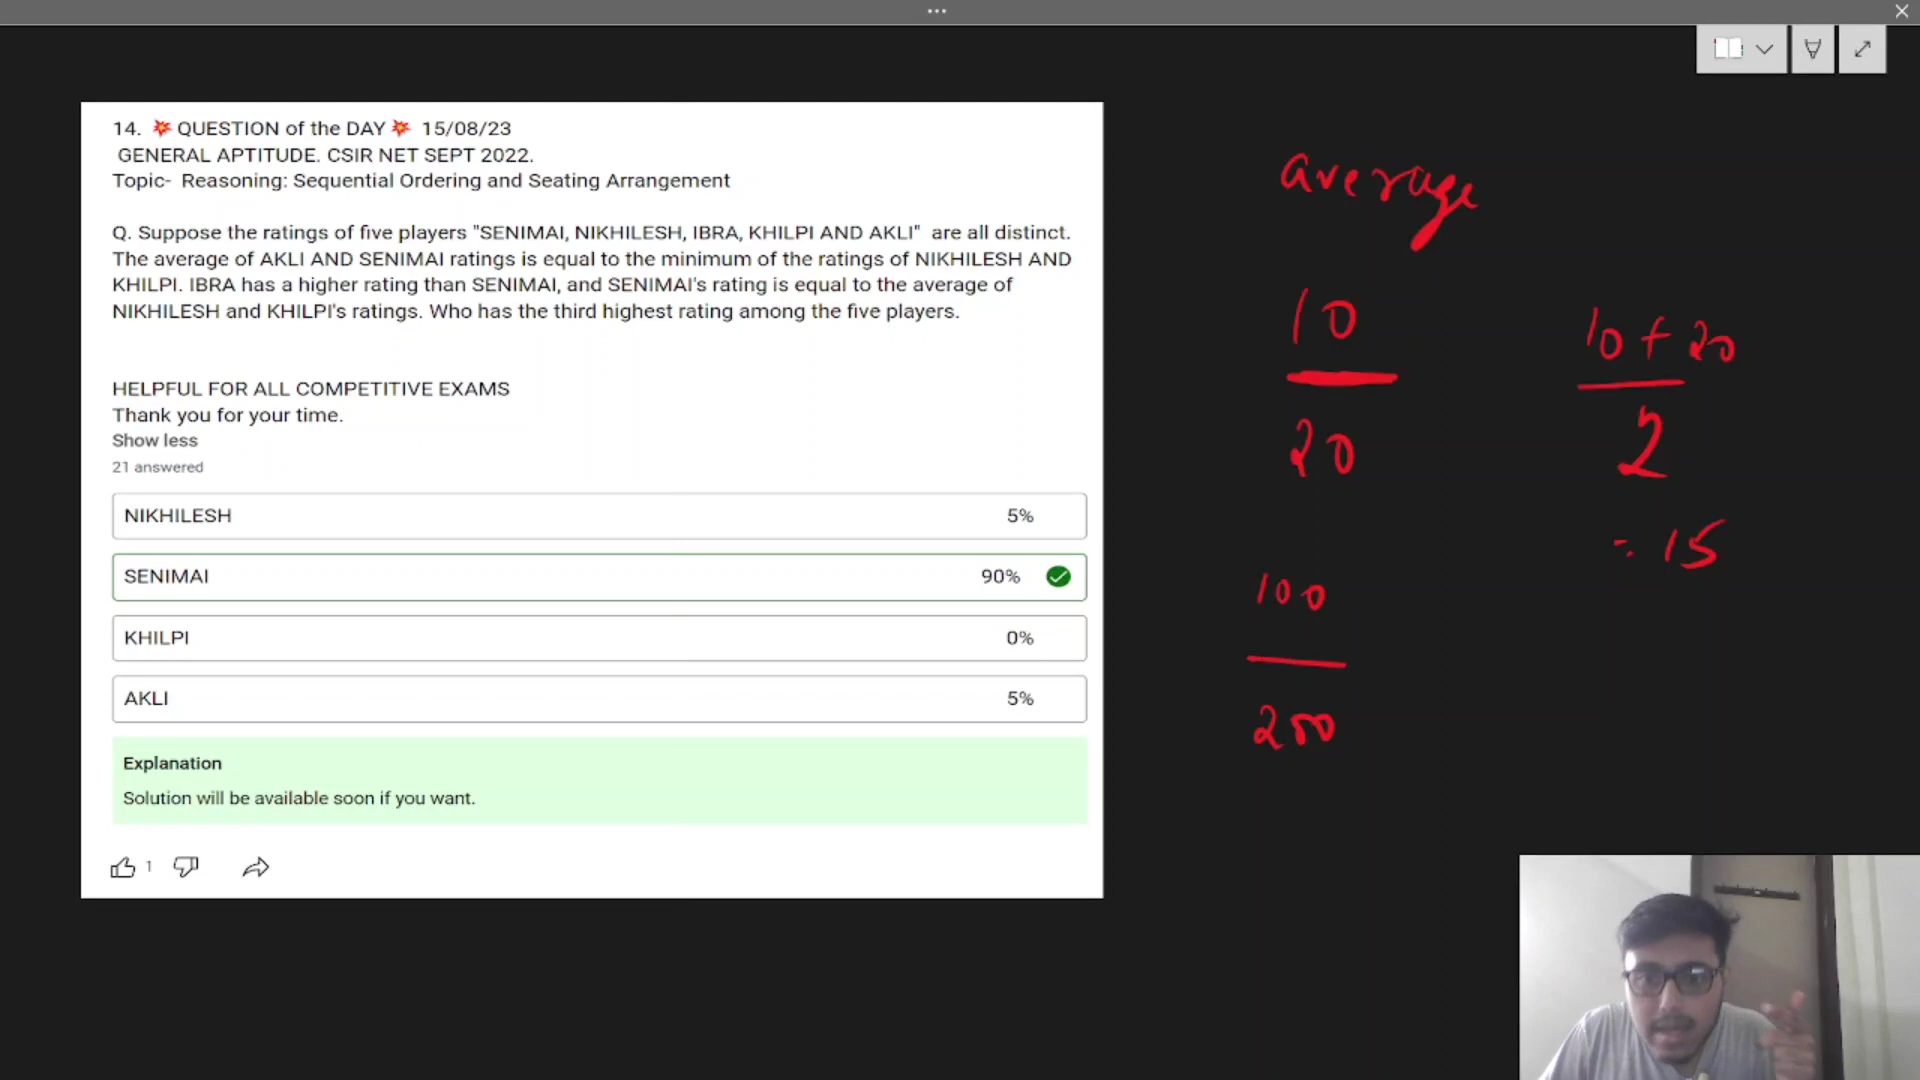 14. 💥 QUESTION of the DAY 💥 15/08/23
GENERAL APTITUDE. CSIR NET SEPT 2022.
Topic- Reasoning: Sequential Ordering and Seating Arrangement
Q. Suppose the ratings of five players "SENIMAI, NIKHILESH, IBRA, KHILPI AND AKLI" are all distinct.
The average of AKLI AND SENIMAI ratings is equal to the minimum of the ratings of NIKHILESH AND
KHILPI. IBRA has a higher rating than SENIMAI, and SENIMAI's rating is equal to the average of
NIKHILESH and KHILPI's ratings. Who has the third highest rating among the five players.
HELPFUL FOR ALL COMPETITIVE EXAMS
Thank you for your time.
Show less
21 answered
NIKHILESH 5%
SENIMAI 90%
KHILPI 0%
AKLI 5%
Explanation
Solution will be available soon if you want.
1
average
10
20
10 + 20
2
= 15
100
200